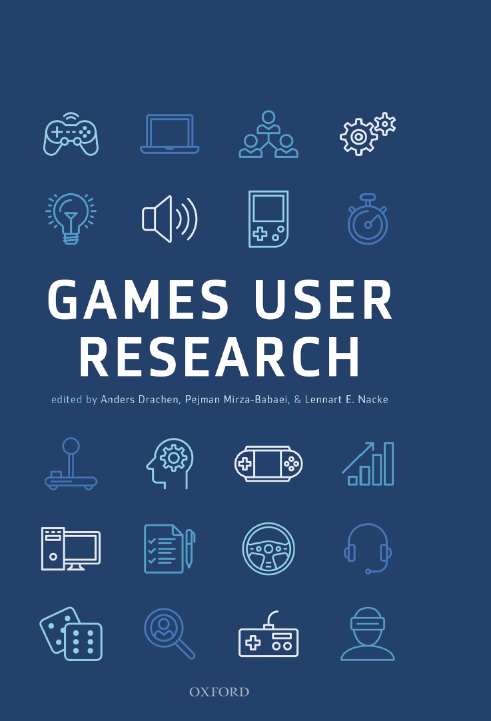 GAMES USER
RESEARCH
edited by Anders Drachen, Pejman Mirza-Babaei, & Lennart E. Nacke
OXFORD